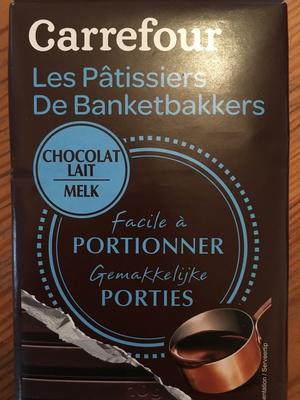 Carrefour
Les Pâtissiers
De Banketbakkers
CHOCOLAT
LAIT
MELK
Facile à
PORTIONNER
Gemakkelijke
PORTIES